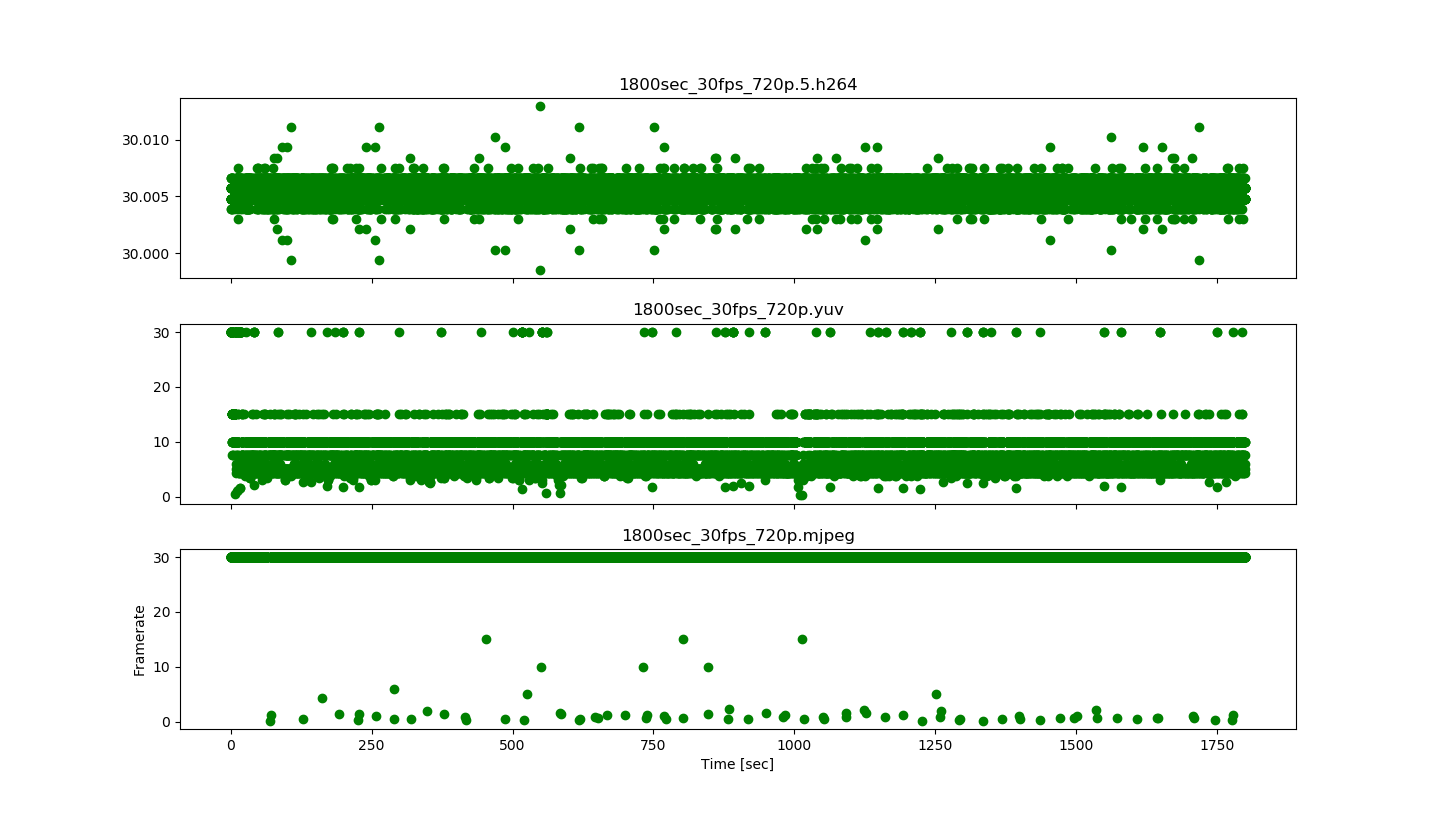 1800sec_30fps_720p.5.h264
30.010
30.005
30.000
1800sec_30fps_720p.yuv
30
20
10
0
1800sec_30fps_720p.mjpeg
30
20
10
0
Framerate
0 250 500 750 1000 1250 1500 1750
Time [sec]